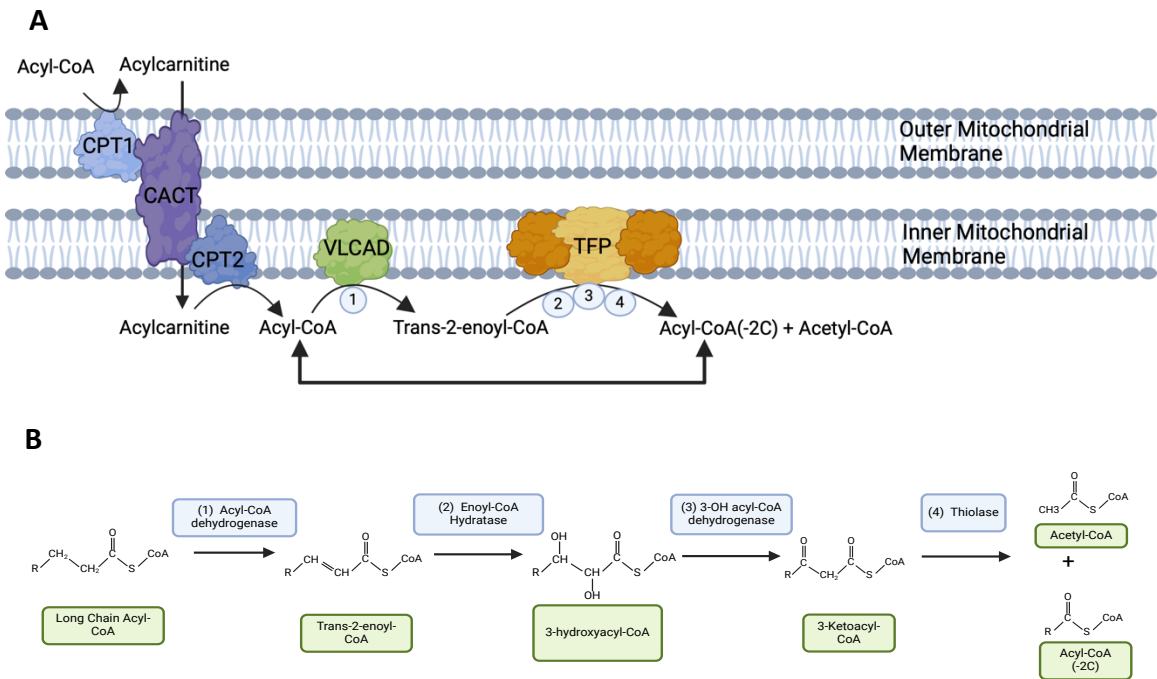 A
Acyl-CoA
Acylcarnitine
CPT1
Outer Mitochondrial
Membrane
CACT
CPT2
VLCAD
TFP
Inner Mitochondrial
Membrane
1
2
3
4
Acylcarnitine
Acyl-CoA
Trans-2-enoyl-CoA
Acyl-CoA(-2C) + Acetyl-CoA
B
(1) Acyl-CoA
dehydrogenase
(2) Enoyl-CoA
Hydratase
(3) 3-OH acyl-CoA
dehydrogenase
(4) Thiolase
R
CH₂
CH₂
O
S
CoA
R
CH
CH
O
S
CoA
OH
R
CH
CH
OH
O
S
CoA
O
R
CH₂
O
S
CoA
O
CH3
S
CoA
Acetyl-CoA
+
O
R
S
CoA
Long Chain Acyl-
CoA
Trans-2-enoyl-
CoA
3-hydroxyacyl-CoA
3-Ketoacyl-
CoA
Acyl-CoA
(-2C)